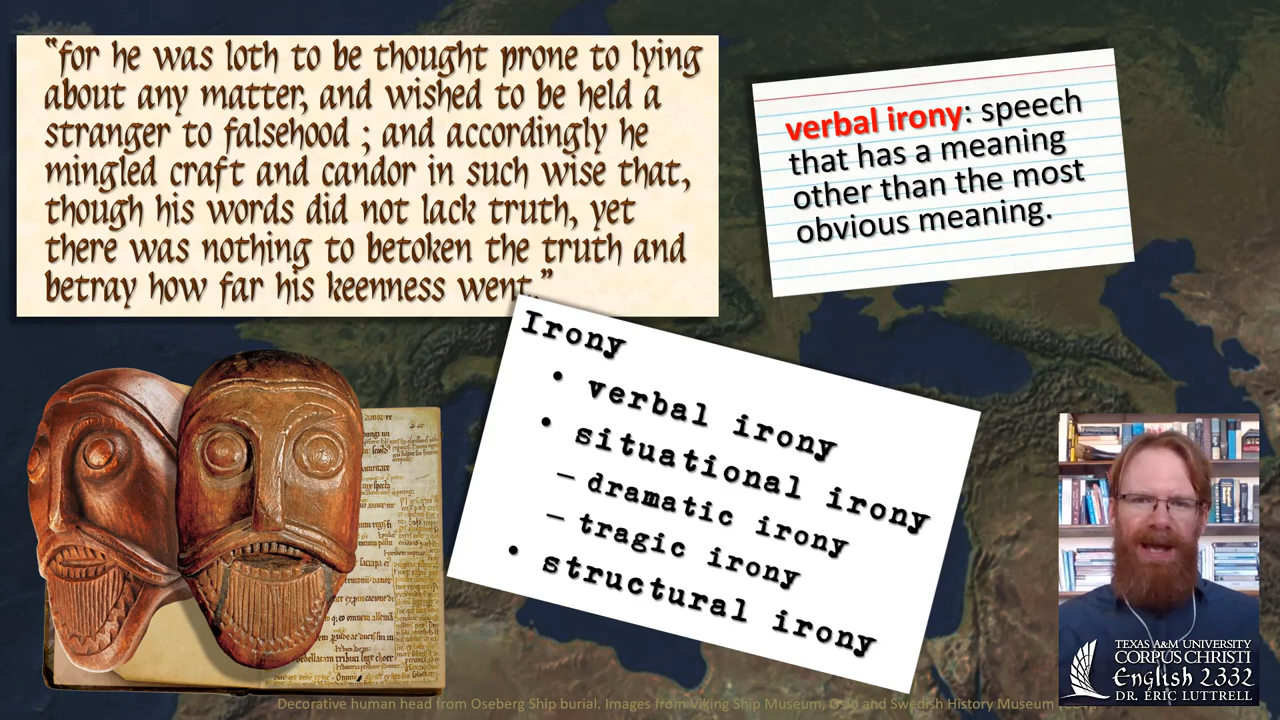 “for he was loth to be thought prone to lying
about any matter, and wished to be held a
stranger to falsehood ; and accordingly he
mingled craft and candor in such wise that,
though his words did not lack truth, yet
there was nothing to betoken the truth and
betray how far his keenness went.”
verbal irony: speech
that has a meaning
other than the most
obvious meaning.
Irony
• verbal irony
• situational irony
– dramatic irony
– tragic irony
• structural irony
TEXAS A&M UNIVERSITY
CORPUS CHRISTI
English 2332
DR. ERIC LUTTRELL
Decorative human head from Oseberg Ship burial. Images from Viking Ship Museum, Oslo and Swedish History Museum